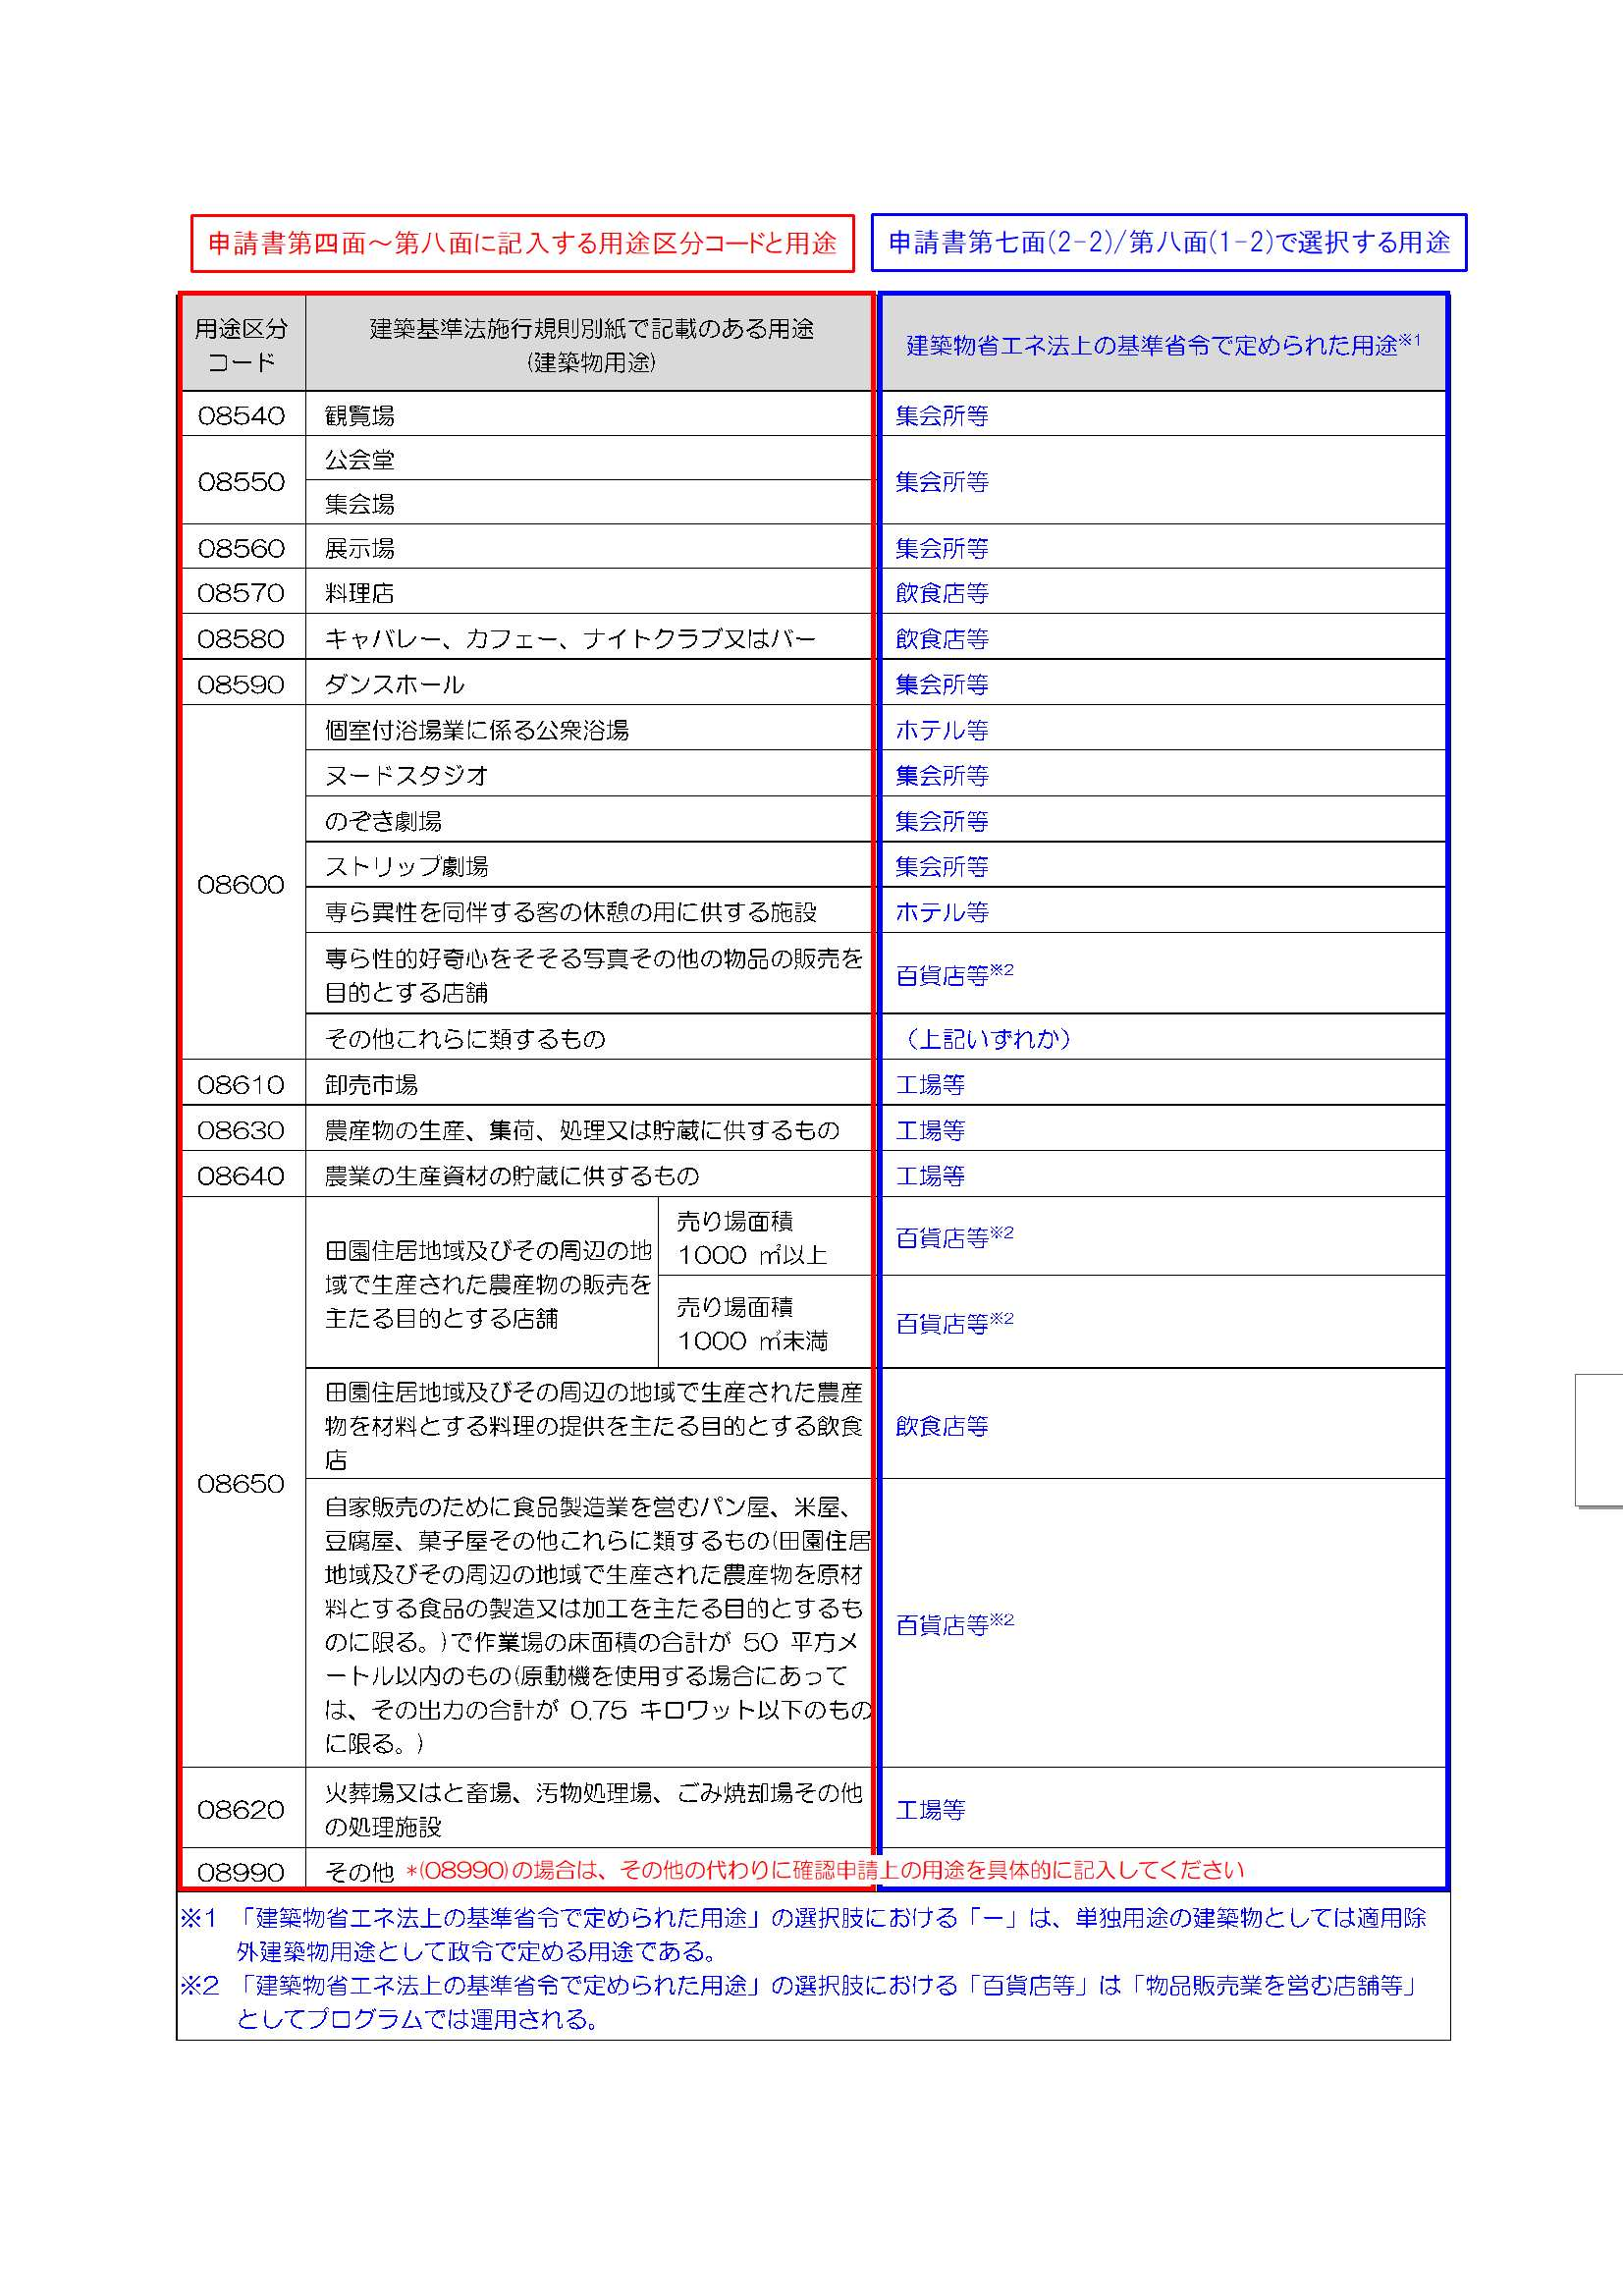 申請書第四面～第八面に記入する用途区分コードと用途
申請書第七面(2-2)/第八面(1-2)で選択する用途
用途区分
コード
建築基準法施行規則別紙で記載のある用途
(建築物用途)
建築物省エネ法上の基準省令で定められた用途※1
08540
観覧場
集会所等
08550
公会堂
集会場
集会所等
08560
展示場
集会所等
08570
料理店
飲食店等
08580
キャバレー、カフェー、ナイトクラブ又はバー
飲食店等
08590
ダンスホール
集会所等
08600
個室付浴場業に係る公衆浴場
ホテル等
ヌードスタジオ
集会所等
のぞき劇場
集会所等
ストリップ劇場
集会所等
専ら異性を同伴する客の休憩の用に供する施設
ホテル等
専ら性的好奇心をそそる写真その他の物品の販売を
目的とする店舗
百貨店等※2
その他これらに類するもの
（上記いずれか）
08610
卸売市場
工場等
08630
農産物の生産、集荷、処理又は貯蔵に供するもの
工場等
08640
農業の生産資材の貯蔵に供するもの
工場等
08650
田園住居地域及びその周辺の地
域で生産された農産物の販売を
主たる目的とする店舗
売り場面積
1000 ㎡以上
百貨店等※2
売り場面積
1000 ㎡未満
百貨店等※2
田園住居地域及びその周辺の地域で生産された農産
物を材料とする料理の提供を主たる目的とする飲食
店
飲食店等
自家販売のために食品製造業を営むパン屋、米屋、
豆腐屋、菓子屋その他これらに類するもの(田園住居
地域及びその周辺の地域で生産された農産物を原材
料とする食品の製造又は加工を主たる目的とするも
のに限る。)で作業場の床面積の合計が 50 平方メ
ートル以内のもの(原動機を使用する場合にあって
は、その出力の合計が 0.75 キロワット以下のもの
に限る。)
百貨店等※2
08620
火葬場又はと畜場、汚物処理場、ごみ焼却場その他
の処理施設
工場等
08990
その他 *(08990)の場合は、その他の代わりに確認申請上の用途を具体的に記入してください
※1 「建築物省エネ法上の基準省令で定められた用途」の選択肢における「－」は、単独用途の建築物としては適用除
外建築物用途として政令で定める用途である。
※2 「建築物省エネ法上の基準省令で定められた用途」の選択肢における「百貨店等」は「物品販売業を営む店舗等」
としてプログラムでは運用される。